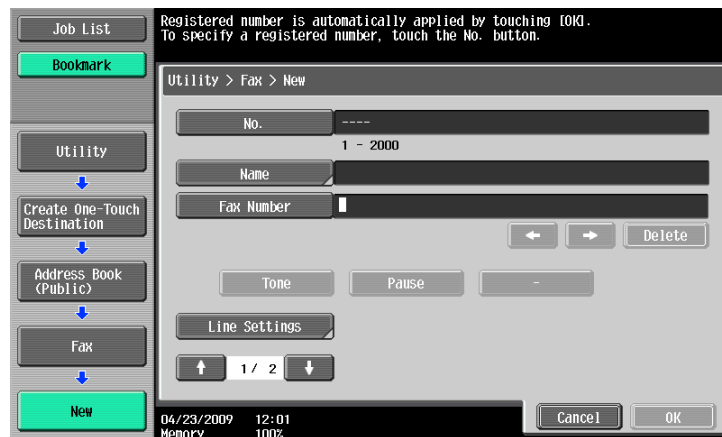 Job List
Bookmark
Utility
Create One-Touch
Destination
Address Book
(Public)
Fax
New
Registered number is automatically applied by touching [OK].
To specify a registered number, touch the No. button.
Utility > Fax > New
No.
----
1 - 2000
Name
Fax Number
Delete
Tone
Pause
-
Line Settings
1/ 2
Cancel
OK
04/23/2009 12:01
Memory 100%